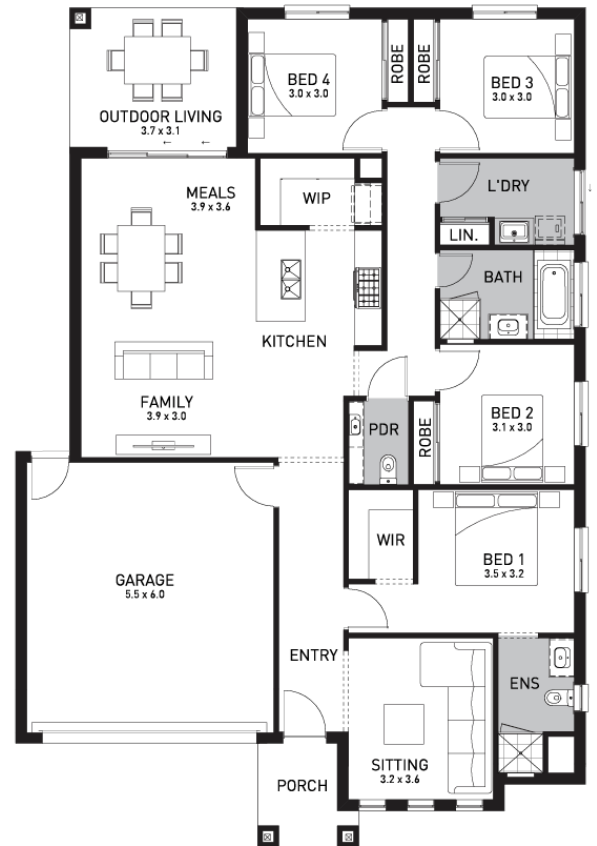 BED 4
3.0 x 3.0
ROBE
ROBE
BED 3
3.0 x 3.0
OUTDOOR LIVING
3.7 x 3.1
MEALS
3.9 x 3.6
WIP
L'DRY
LIN.
BATH
KITCHEN
FAMILY
3.9 x 3.0
PDR
ROBE
BED 2
3.1 x 3.0
WIR
BED 1
3.5 x 3.2
GARAGE
5.5 x 6.0
ENTRY
ENS
SITTING
3.2 x 3.6
PORCH